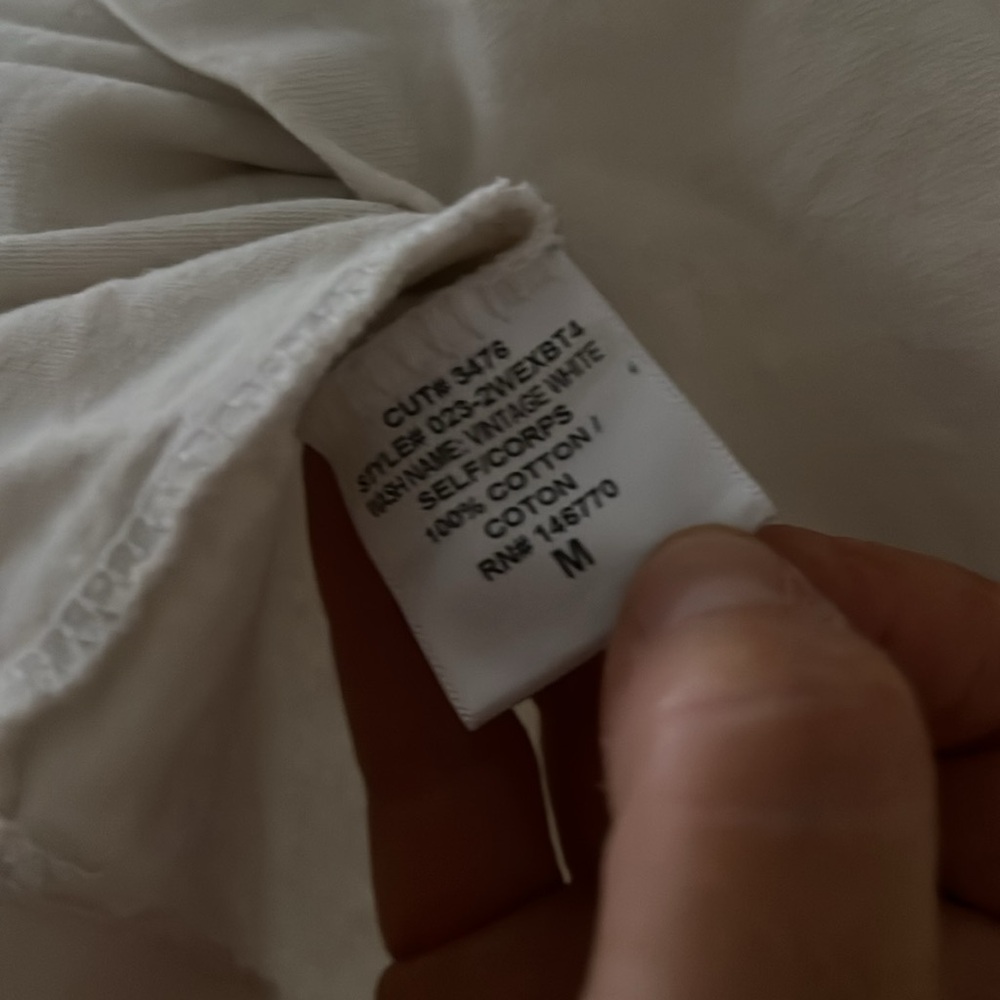 CUT# 3476
STYLE# 023-2WEXBT4
WASH NAME: VINTAGE WHITE
SELF/CORPS
100% COTTON /
COTON
RN# 146770
M